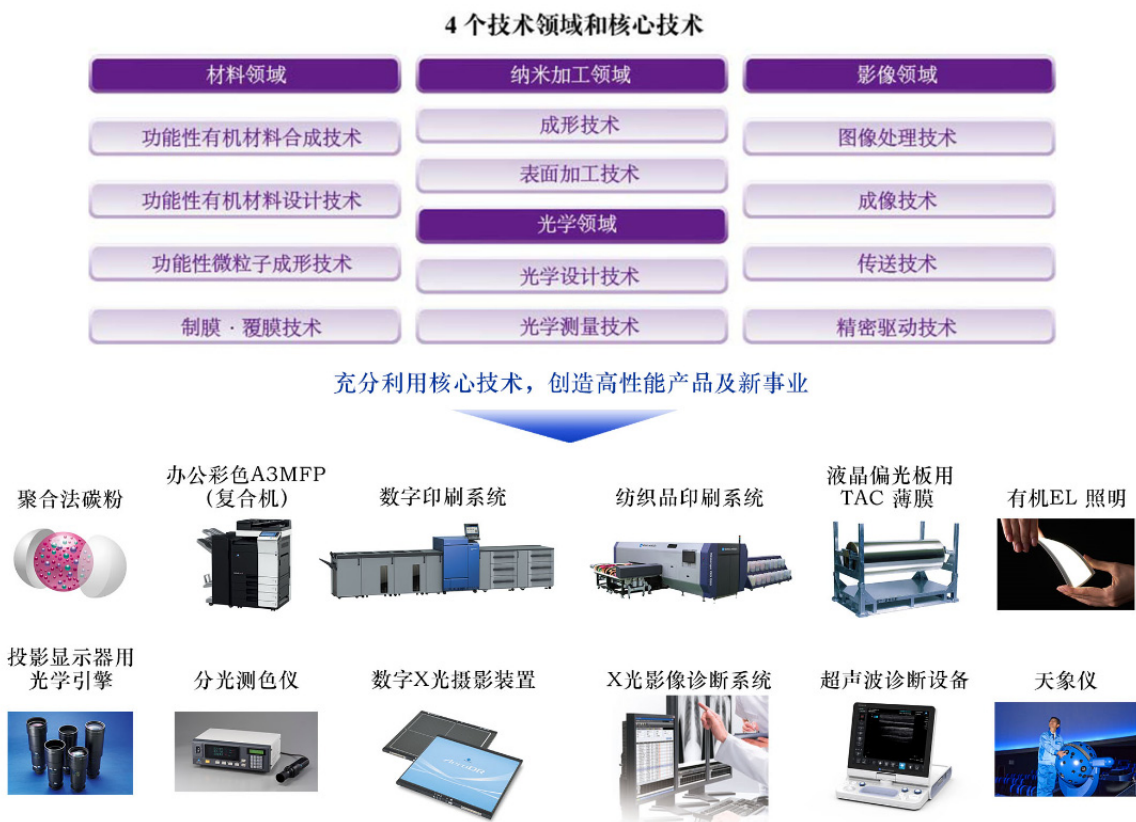 4 个技术领域和核心技术
材料领域
纳米加工领域
影像领域
功能性有机材料合成技术
成形技术
图像处理技术
表面加工技术
功能性有机材料设计技术
成像技术
光学领域
功能性微粒子成形技术
光学设计技术
传送技术
制膜·覆膜技术
光学测量技术
精密驱动技术
充分利用核心技术，创造高性能产品及新事业
聚合法碳粉
办公彩色A3MFP
(复合机)
数字印刷系统
纺织品印刷系统
液晶偏光板用
TAC 薄膜
有机EL 照明
投影显示器用
光学引擎
分光测色仪
数字X光摄影装置
X光影像诊断系统
超声波诊断设备
天象仪
AeroDR